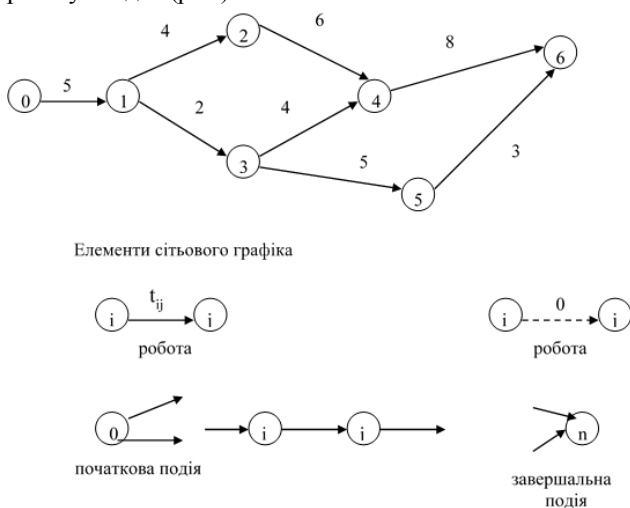 4
6
2
8
6
5
0
1
2
4
4
3
5
3
5
Елементи сітьового графіка
t_ij
i j
робота
0
i j
робота
0
i j
n
початкова подія
завершальна
подія